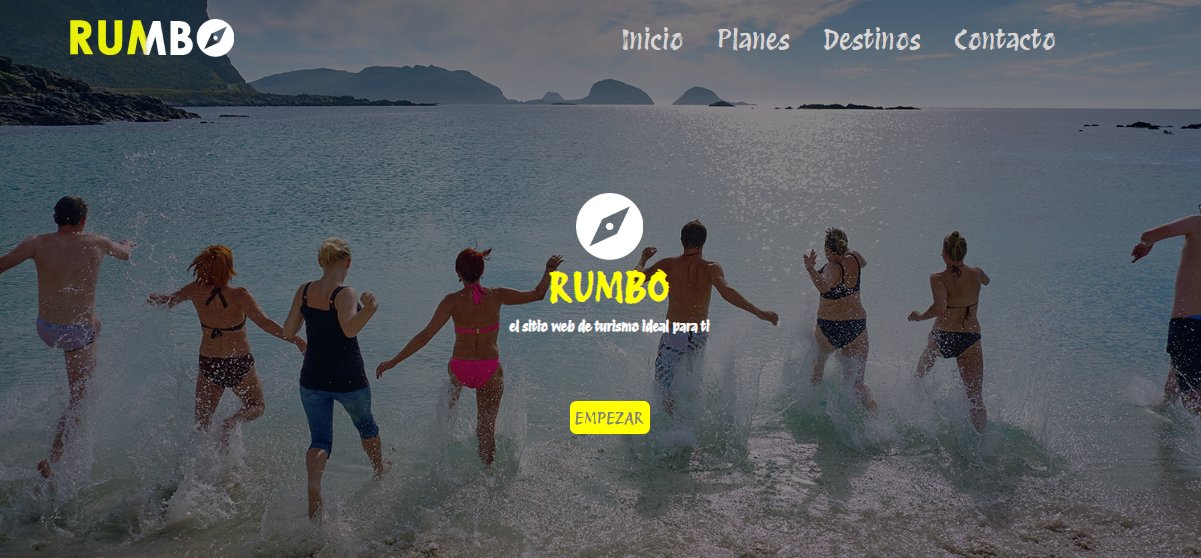 RUMBO
Inicio Planes Destinos Contacto
RUMBO
el sitio web de turismo ideal para ti
EMPEZAR